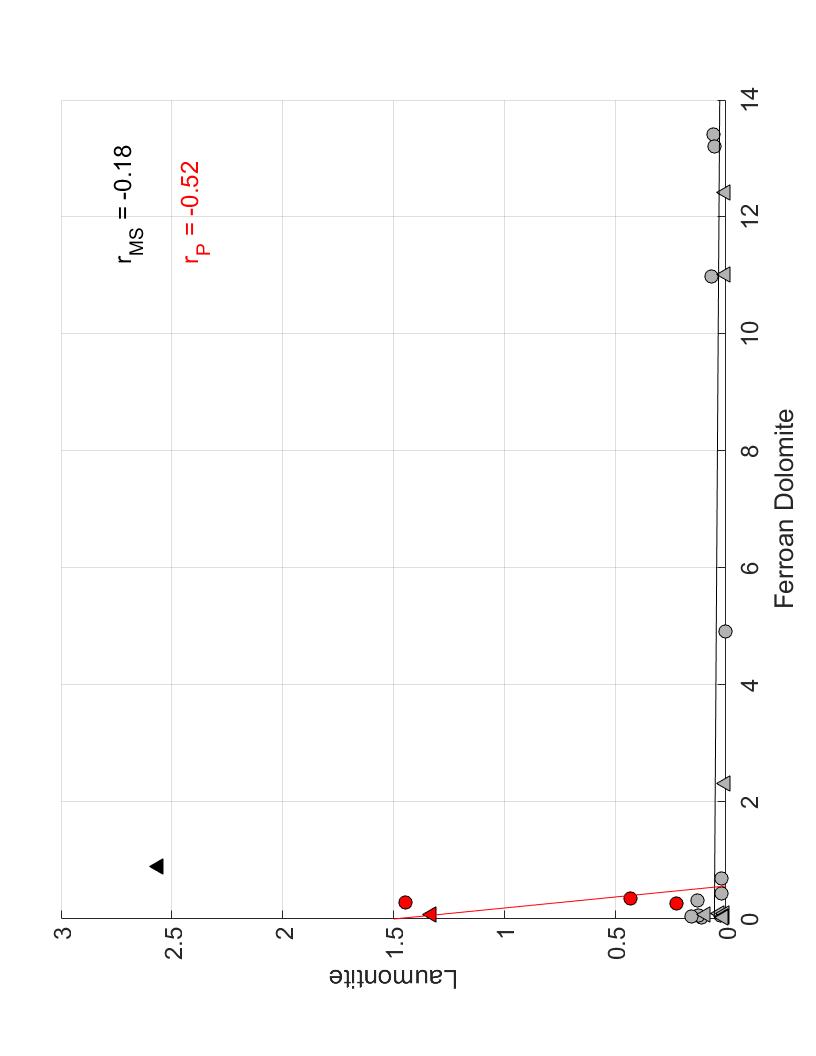 3
2.5
2
1.5
1
0.5
0
Laumontite
r_MS = -0.18
r_P = -0.52
0 2 4 6 8 10 12 14
Ferroan Dolomite